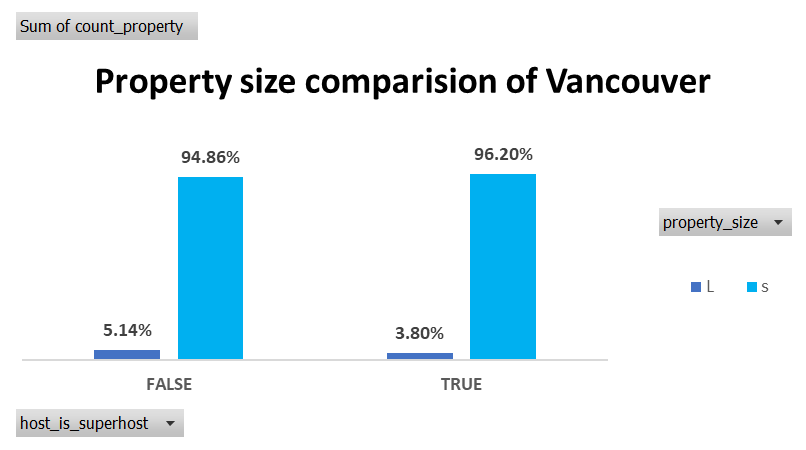 Sum of count_property
Property size comparision of Vancouver
94.86%
96.20%
5.14%
3.80%
FALSE
TRUE
property_size
L
s
host_is_superhost